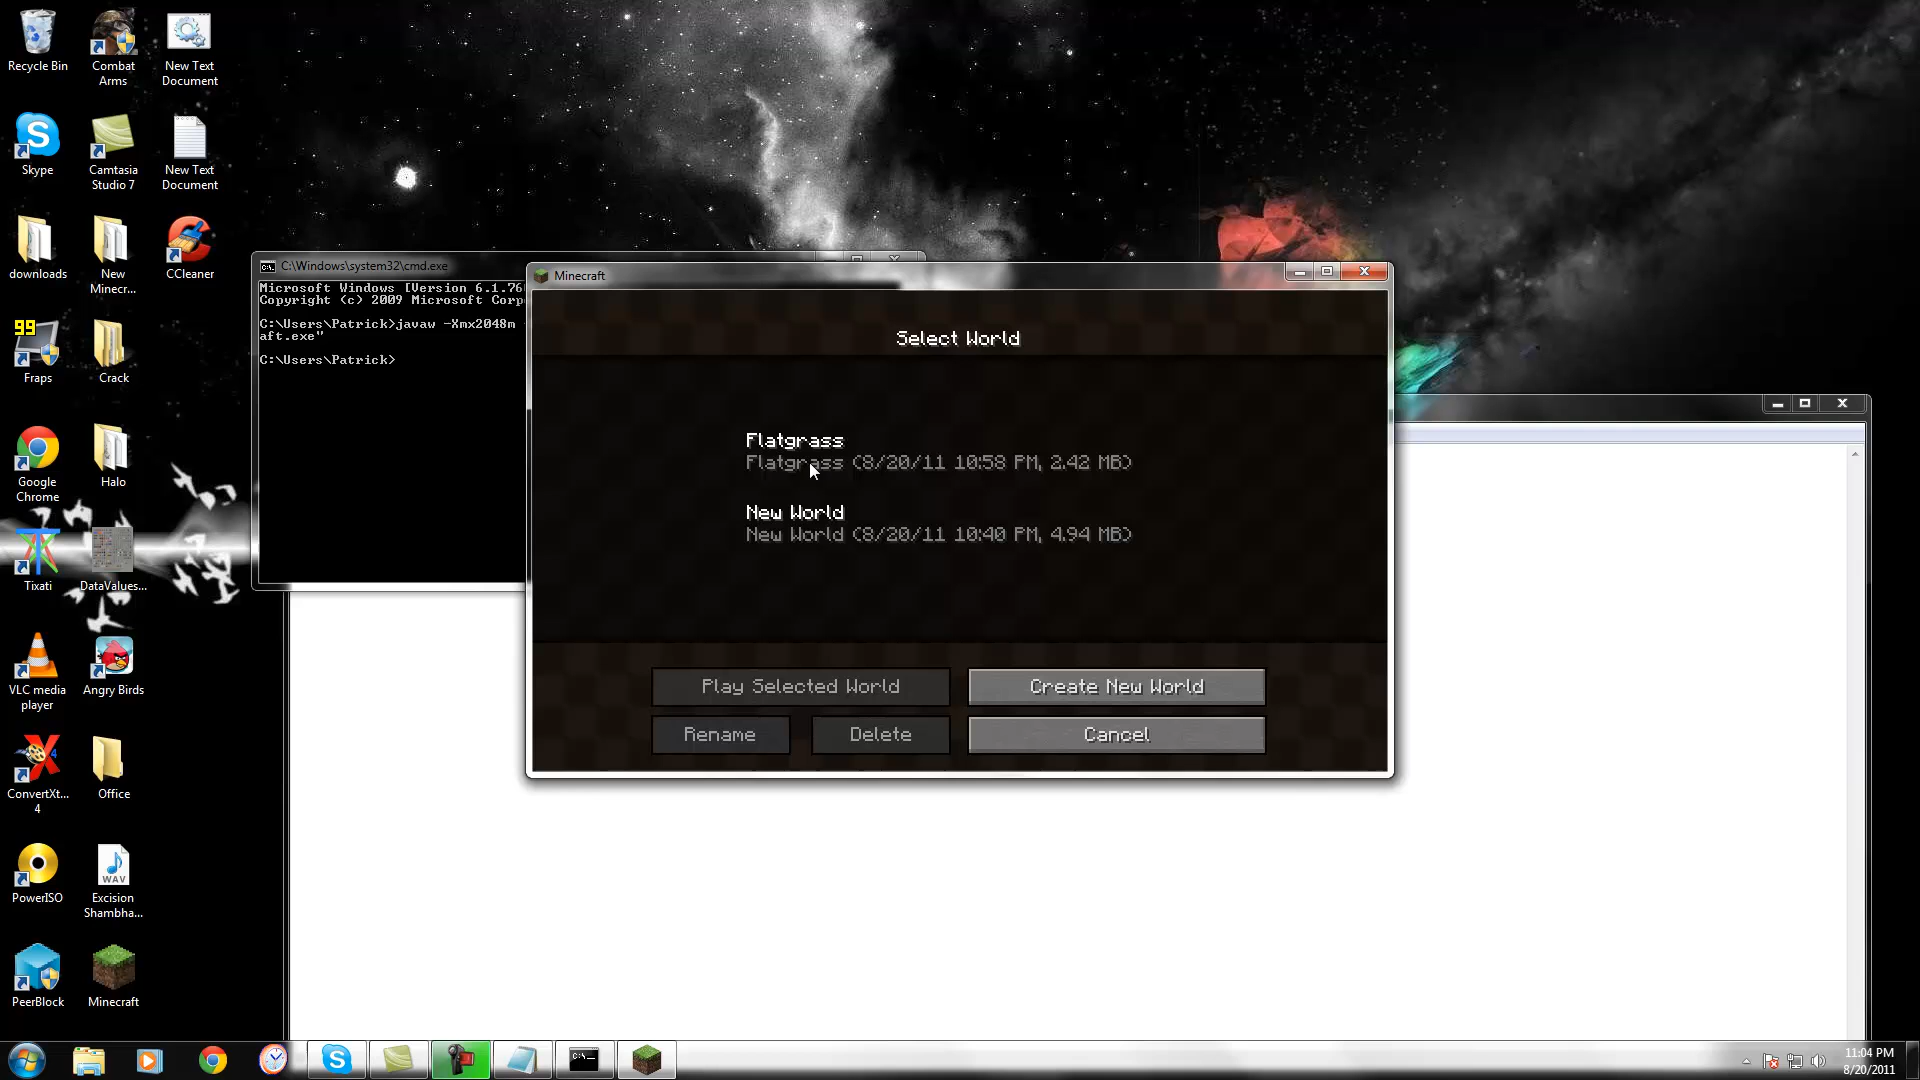 Recycle Bin
Combat
Arms
New Text
Document
Skype
Camtasia
Studio 7
New Text
Document
downloads
New
Minecr...
CCleaner
99
Fraps
Crack
Google
Chrome
Halo
Tixati
DataValues...
VLC media
player
Angry Birds
ConvertXt...
4
Office
PowerISO
WAV
Excision
Shambha...
PeerBlock
Minecraft
C:\Windows\system32\cmd.exe
Microsoft Windows [Version 6.1.76
Copyright (c) 2009 Microsoft Corp
C:\Users\Patrick>javaw -Xmx2048m
aft.exe"
C:\Users\Patrick>
Minecraft
Select World
Flatgrass
Flatgrass (8/20/11 10:58 PM, 2.42 MB)
New World
New World (8/20/11 10:40 PM, 4.94 MB)
Play Selected World
Create New World
Rename
Delete
Cancel
11:04 PM
8/20/2011